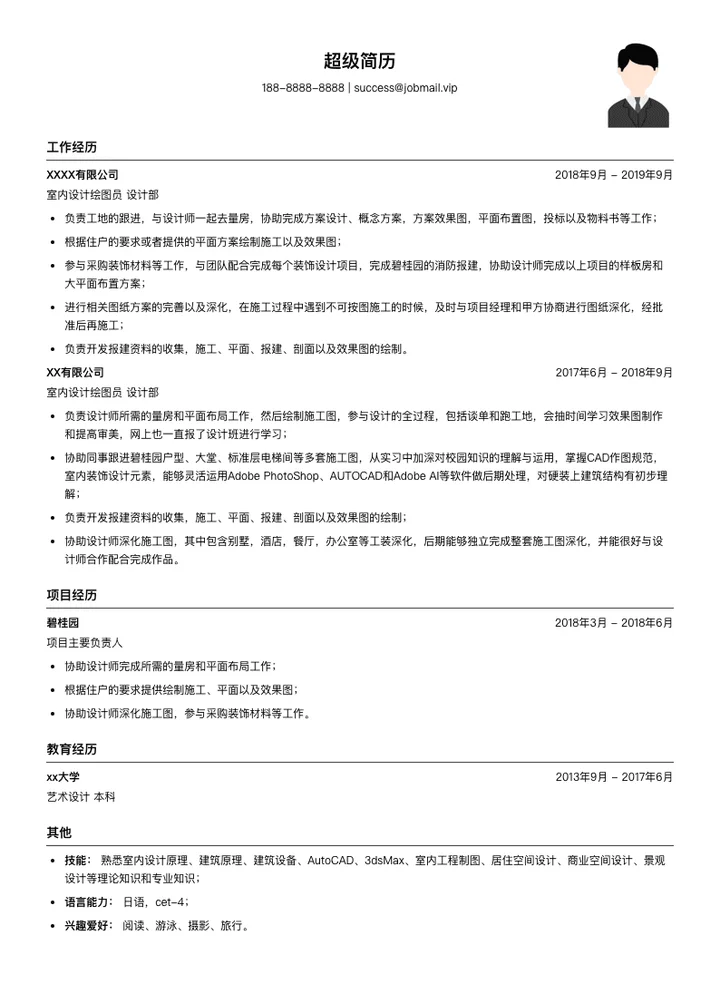 超级简历
188-8888-8888 | success@jobmail.vip
工作经历
XXXX有限公司 2018年9月 – 2019年9月
室内设计绘图员 设计部
• 负责工地的跟进，与设计师一起去量房，协助完成方案设计、概念方案，方案效果图，平面布置图，投标以及物料书等工作；
• 根据住户的要求或者提供的平面方案绘制施工以及效果图；
• 参与采购装饰材料等工作，与团队配合完成每个装饰设计项目，完成碧桂园的消防报建，协助设计师完成以上项目的样板房和
大平面布置方案；
• 进行相关图纸方案的完善以及深化，在施工过程中遇到不可按图施工的时候，及时与项目经理和甲方协商进行图纸深化，经批
准后再施工；
• 负责开发报建资料的收集，施工、平面、报建、剖面以及效果图的绘制。
XX有限公司 2017年6月 – 2018年9月
室内设计绘图员 设计部
• 负责设计师所需的量房和平面布局工作，然后绘制施工图，参与设计的全过程，包括谈单和跑工地，会抽时间学习效果图制作
和提高审美，网上也一直报了设计班进行学习；
• 协助同事跟进碧桂园户型、大堂、标准层电梯间等多套施工图，从实习中加深对校园知识的理解与运用，掌握CAD作图规范，
室内装饰设计元素，能够灵活运用Adobe PhotoShop、AUTOCAD和Adobe AI等软件做后期处理，对硬装上建筑结构有初步理
解；
• 负责开发报建资料的收集，施工、平面、报建、剖面以及效果图的绘制；
• 协助设计师深化施工图，其中包含别墅，酒店，餐厅，办公室等工装深化，后期能够独立完成整套施工图深化，并能很好与设
计师合作配合完成作品。
项目经历
碧桂园 2018年3月 – 2018年6月
项目主要负责人
• 协助设计师完成所需的量房和平面布局工作；
• 根据住户的要求提供绘制施工、平面以及效果图；
• 协助设计师深化施工图，参与采购装饰材料等工作。
教育经历
xx大学 2013年9月 – 2017年6月
艺术设计 本科
其他
• 技能： 熟悉室内设计原理、建筑原理、建筑设备、AutoCAD、3dsMax、室内工程制图、居住空间设计、商业空间设计、景观
设计等理论知识和专业知识；
• 语言能力： 日语，cet-4；
• 兴趣爱好： 阅读、游泳、摄影、旅行。